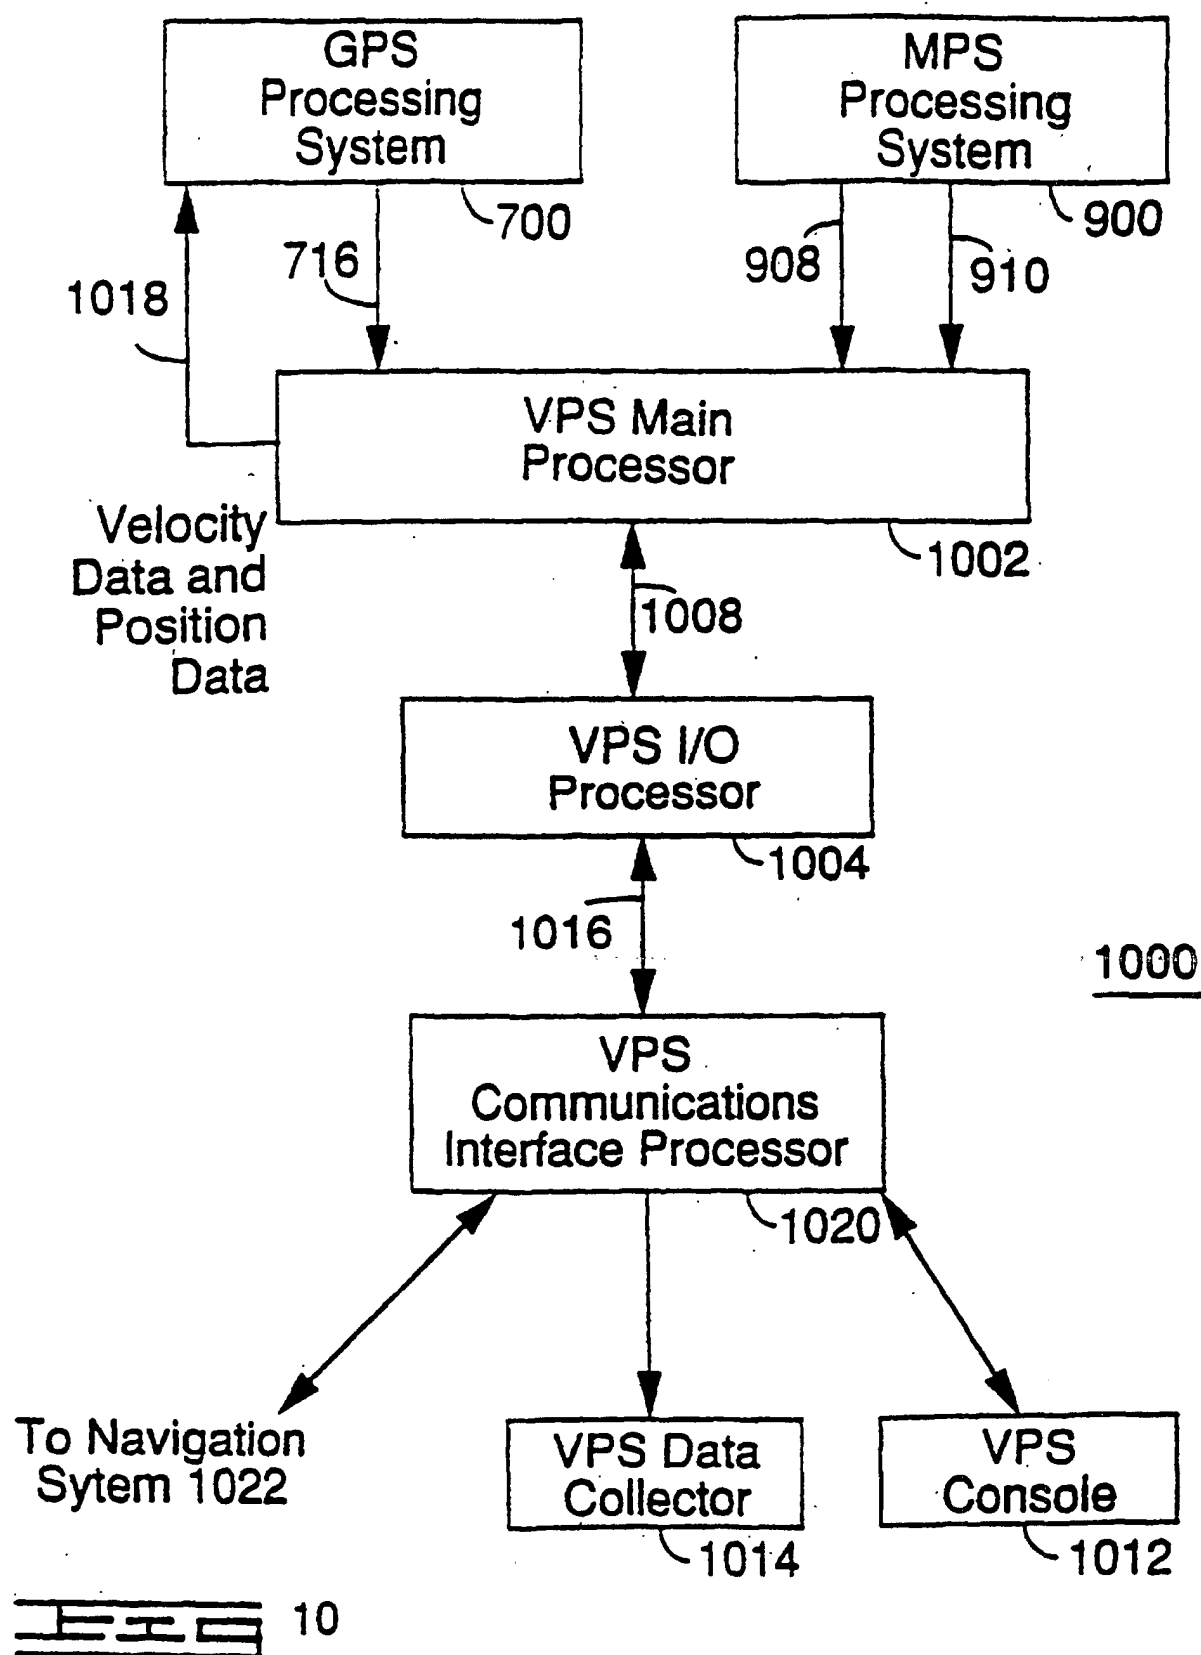 GPS
Processing
System
MPS
Processing
System
700
900
716
908
910
1018
VPS Main
Processor
Velocity
Data and
Position
Data
1002
1008
VPS I/O
Processor
1004
1016
1000
VPS
Communications
Interface Processor
1020
To Navigation
Sytem 1022
VPS Data
Collector
VPS
Console
1014
1012
FIG 10